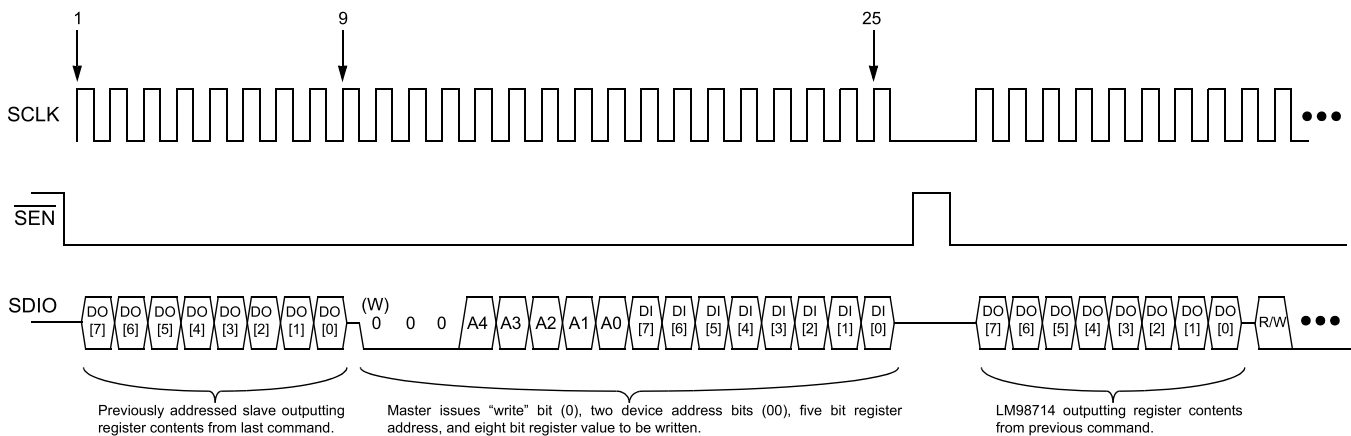 1 9 25
SCLK
SEN
SDIO
DO [7] DO [6] DO [5] DO [4] DO [3] DO [2] DO [1] DO [0] (W) 0 0 0 A4 A3 A2 A1 A0 DI [7] DI [6] DI [5] DI [4] DI [3] DI [2] DI [1] DI [0] DO [7] DO [6] DO [5] DO [4] DO [3] DO [2] DO [1] DO [0] R/W
Previously addressed slave outputting
register contents from last command.
Master issues “write” bit (0), two device address bits (00), five bit register
address, and eight bit register value to be written.
LM98714 outputting register contents
from previous command.